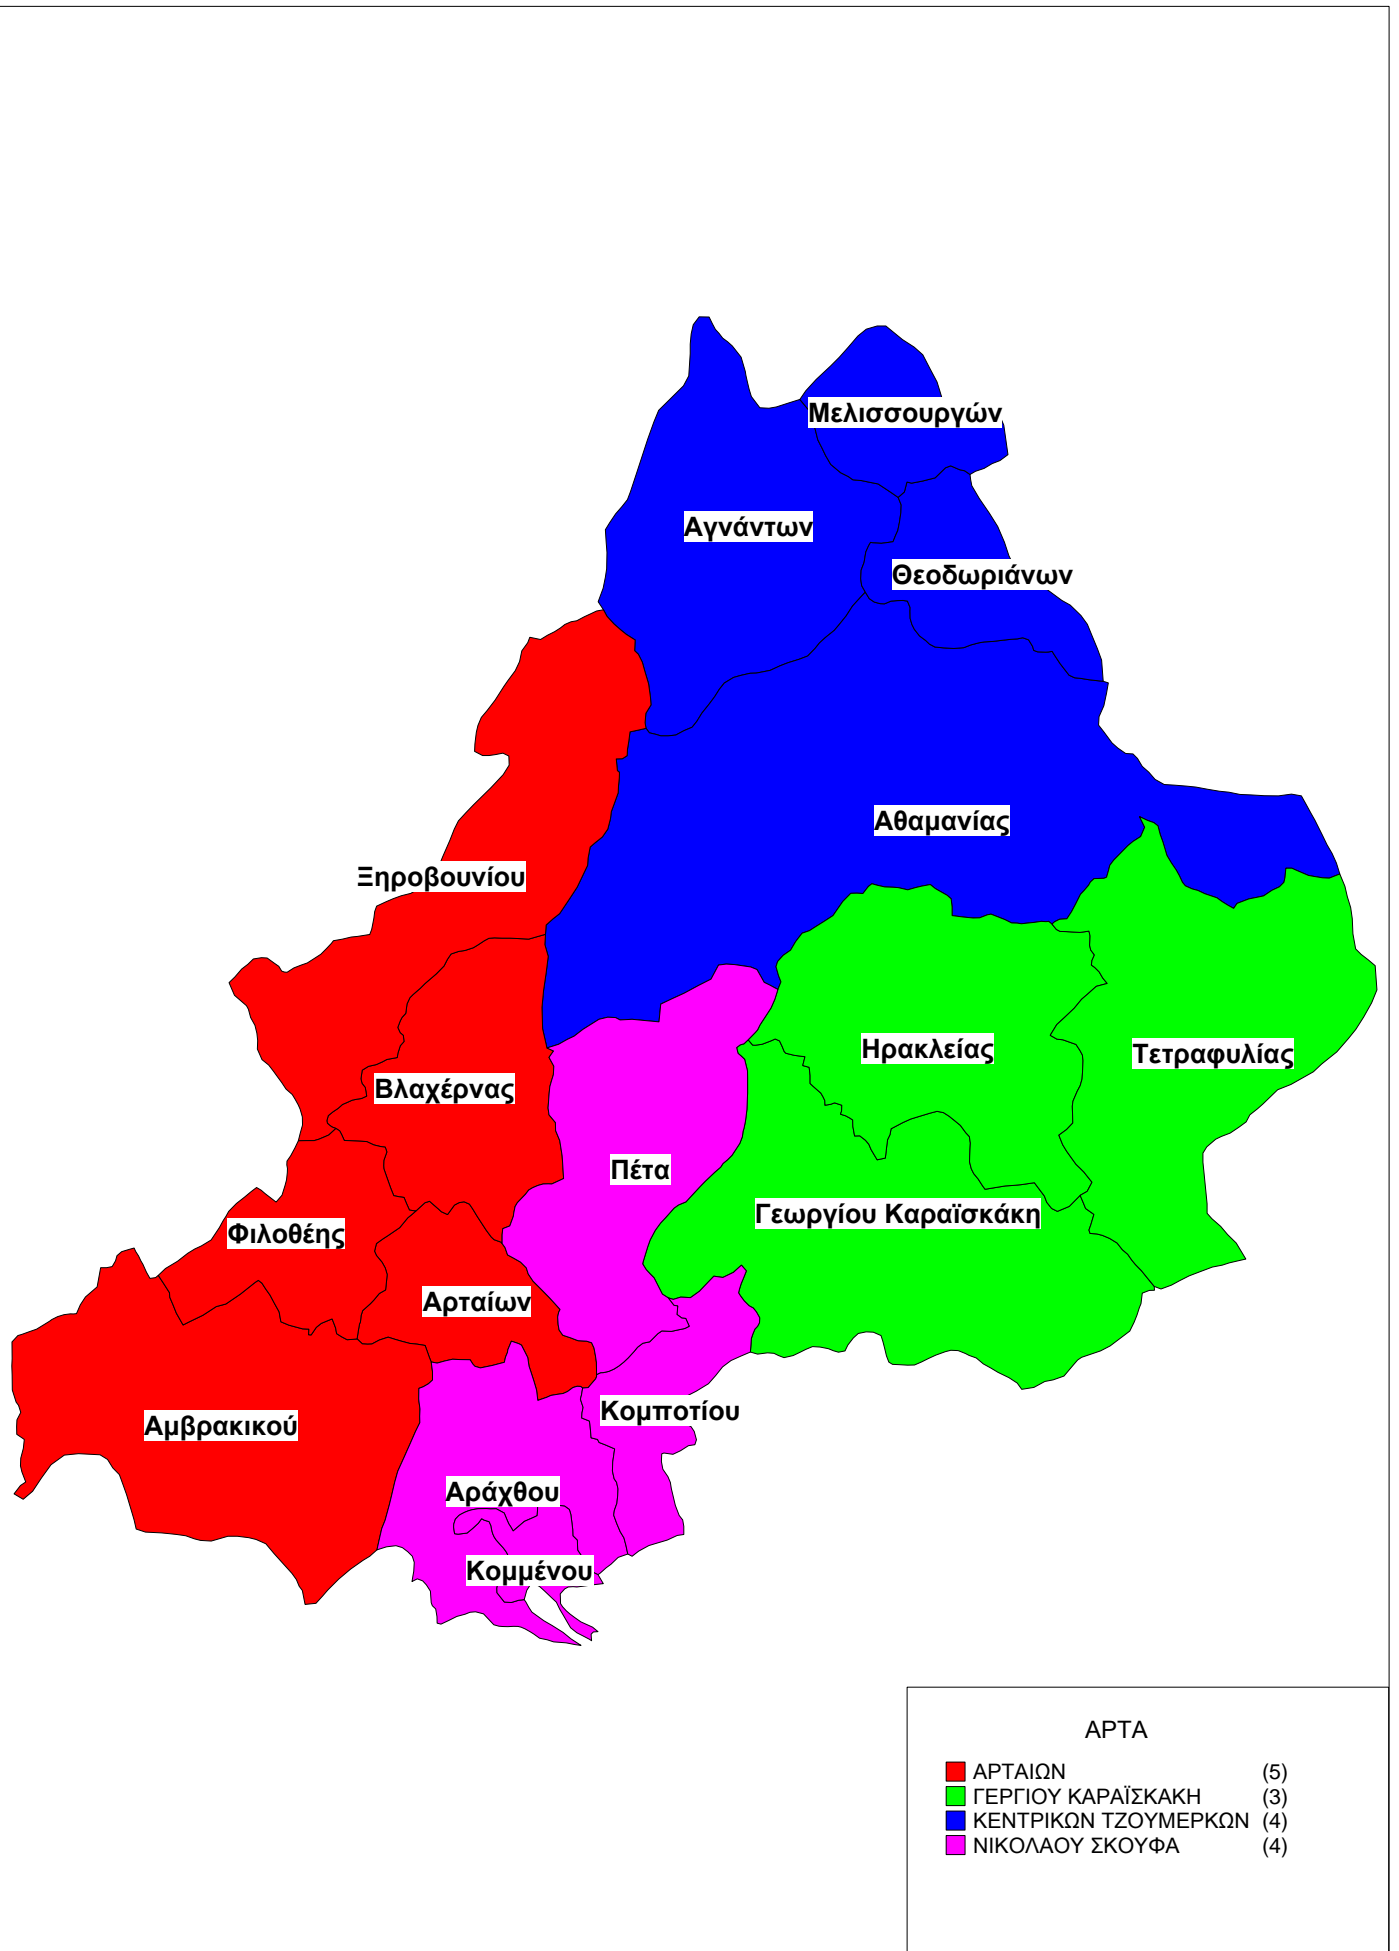 Μελισσουργών
Αγνάντων
Θεοδωριάνων
Αθαμανίας
Ξηροβουνίου
Ηρακλείας
Τετραφυλίας
Βλαχέρνας
Πέτα
Γεωργίου Καραϊσκάκη
Φιλοθέης
Αρταίων
Κομποτίου
Αμβρακικού
Αράχθου
Κομμένου
ΑΡΤΑ
ΑΡΤΑΙΩΝ (5)
ΓΕΡΓΙΟΥ ΚΑΡΑΪΣΚΑΚΗ (3)
ΚΕΝΤΡΙΚΩΝ ΤΖΟΥΜΕΡΚΩΝ (4)
ΝΙΚΟΛΑΟΥ ΣΚΟΥΦΑ (4)